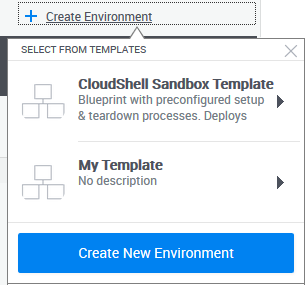 Create Environment
SELECT FROM TEMPLATES
CloudShell Sandbox Template
Blueprint with preconfigured setup
& teardown processes. Deploys
My Template
No description
Create New Environment